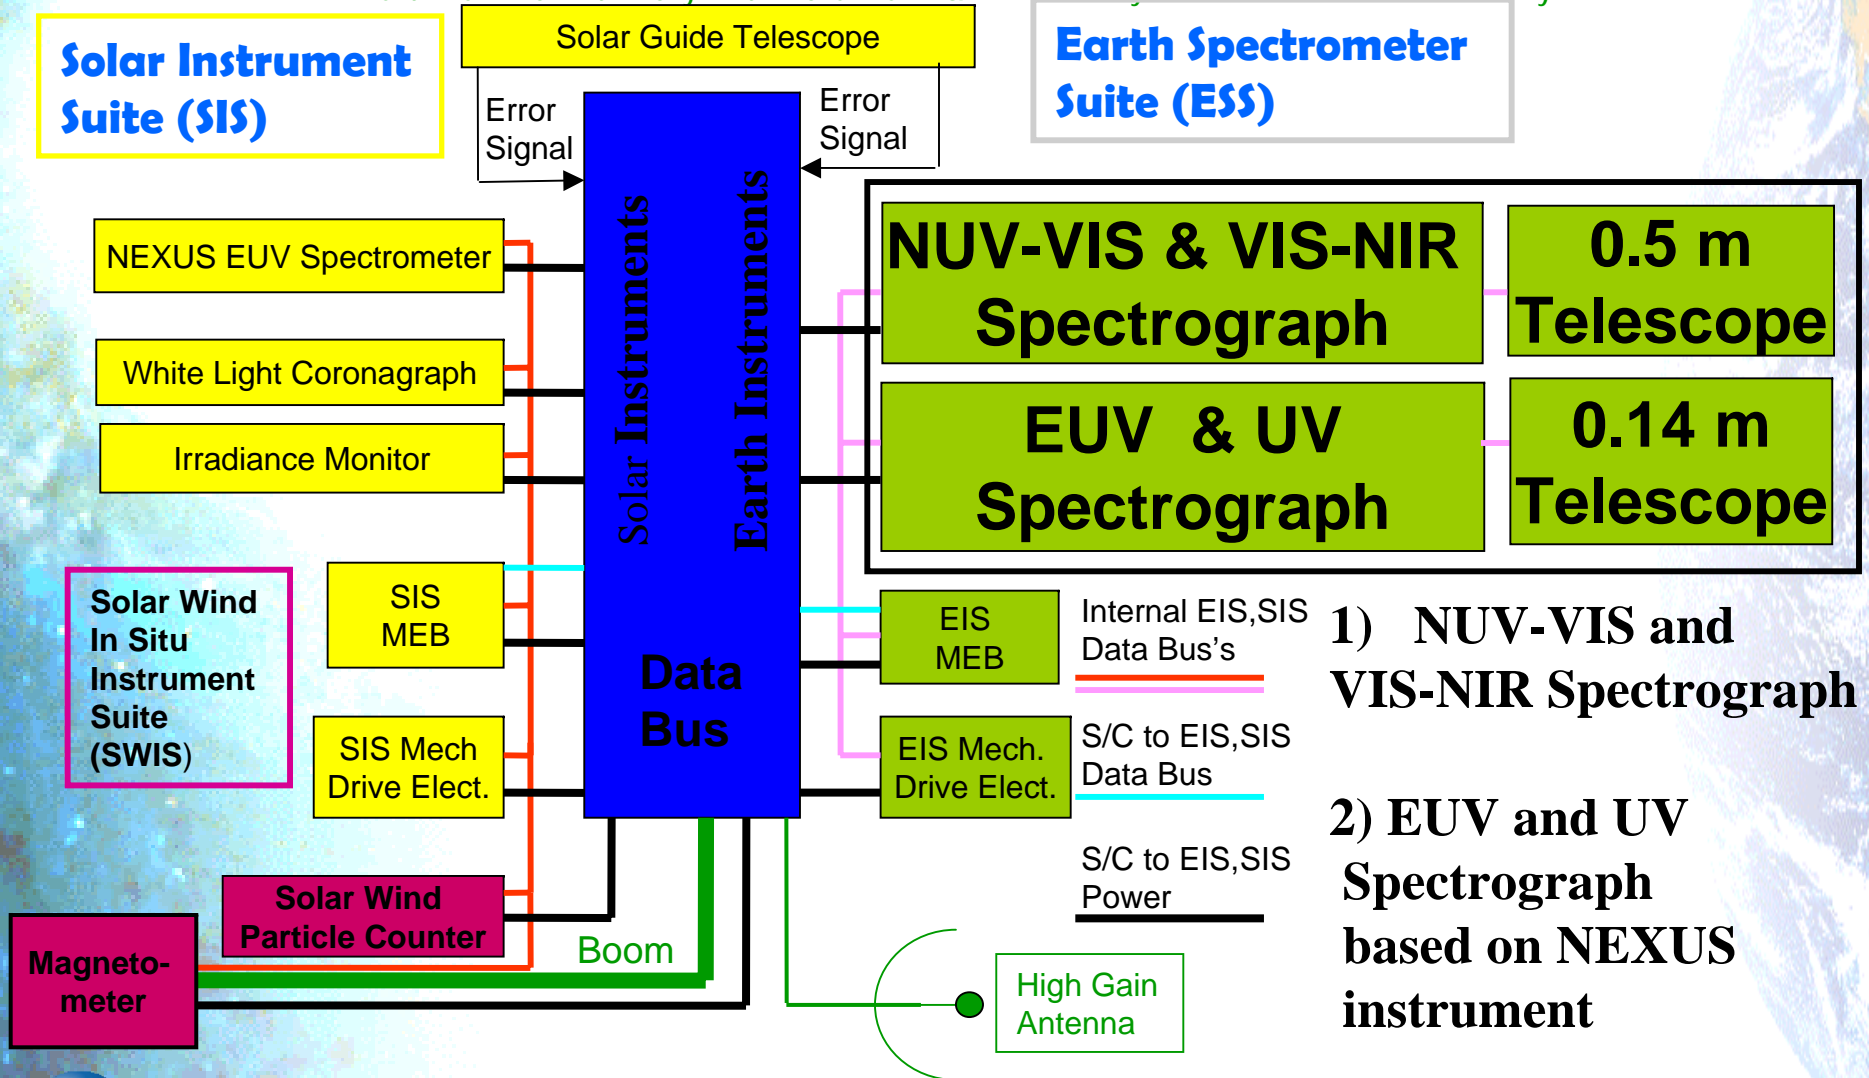 Solar Guide Telescope
Solar Instrument
Suite (SIS)
Earth Spectrometer
Suite (ESS)
Error
Signal
Error
Signal
Solar Instruments
Earth Instruments
Data
Bus
NEXUS EUV Spectrometer
White Light Coronagraph
Irradiance Monitor
SIS
MEB
SIS Mech
Drive Elect.
Solar Wind
In Situ
Instrument
Suite
(SWIS)
Solar Wind
Particle Counter
Magneto-
meter
Boom
High Gain
Antenna
NUV-VIS & VIS-NIR
Spectrograph
0.5 m
Telescope
EUV & UV
Spectrograph
0.14 m
Telescope
EIS
MEB
EIS Mech.
Drive Elect.
Internal EIS,SIS
Data Bus's
S/C to EIS,SIS
Data Bus
S/C to EIS,SIS
Power
1) NUV-VIS and
VIS-NIR Spectrograph
2) EUV and UV
Spectrograph
based on NEXUS
instrument